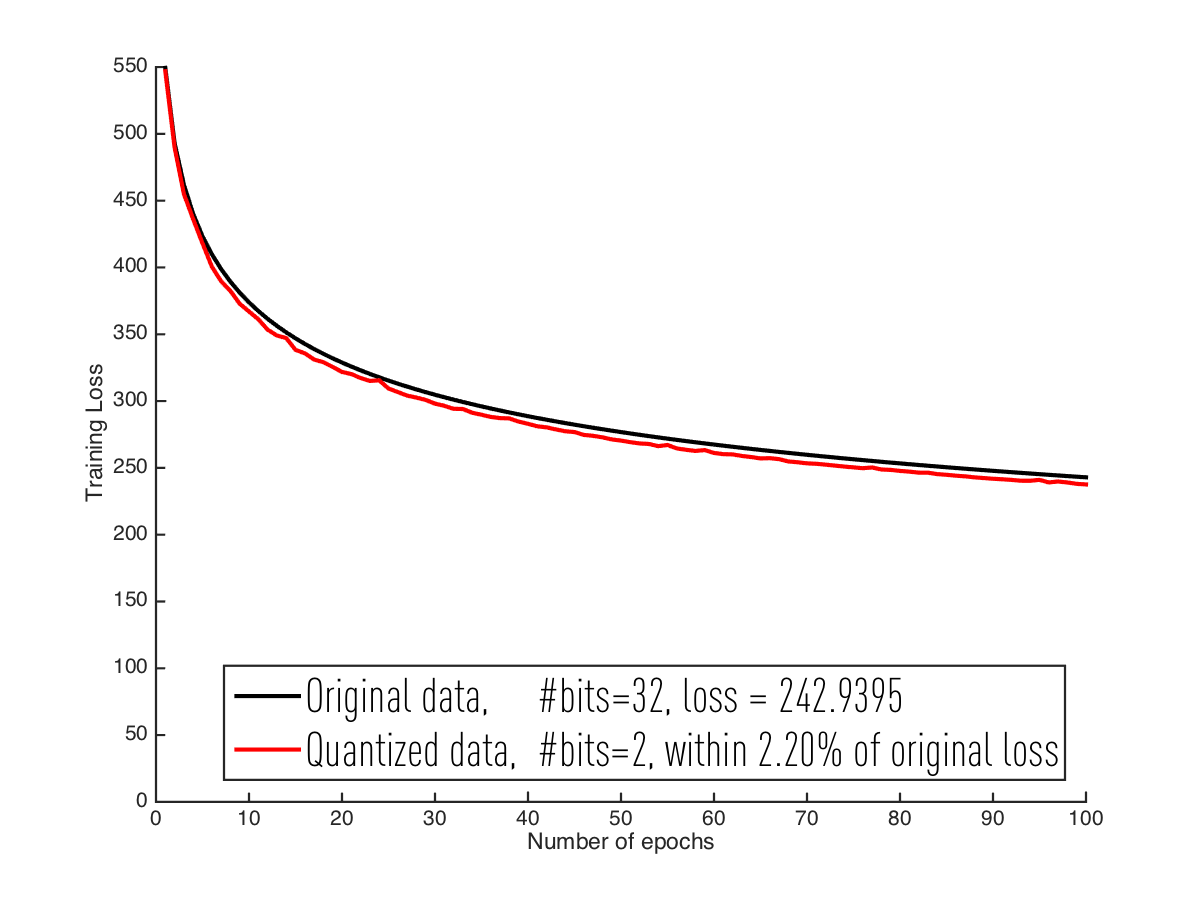 550
500
450
400
350
300
250
200
150
100
50
0
Training Loss
Original data, #bits=32, loss = 242.9395
Quantized data, #bits=2, within 2.20% of original loss
0 10 20 30 40 50 60 70 80 90 100
Number of epochs